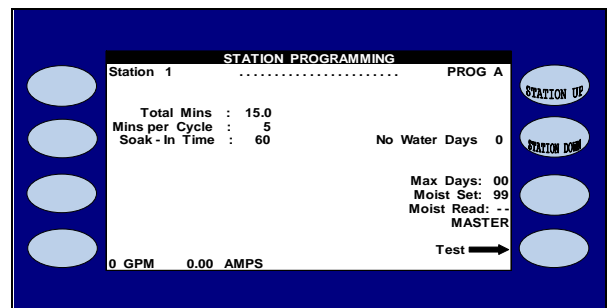 STATION PROGRAMMING
Station 1 ....................... PROG A
STATION UP
Total Mins : 15.0
Mins per Cycle : 5
Soak - In Time : 60 No Water Days 0
STATION DOWN
Max Days: 00
Moist Set: 99
Moist Read: --
MASTER
Test
0 GPM 0.00 AMPS